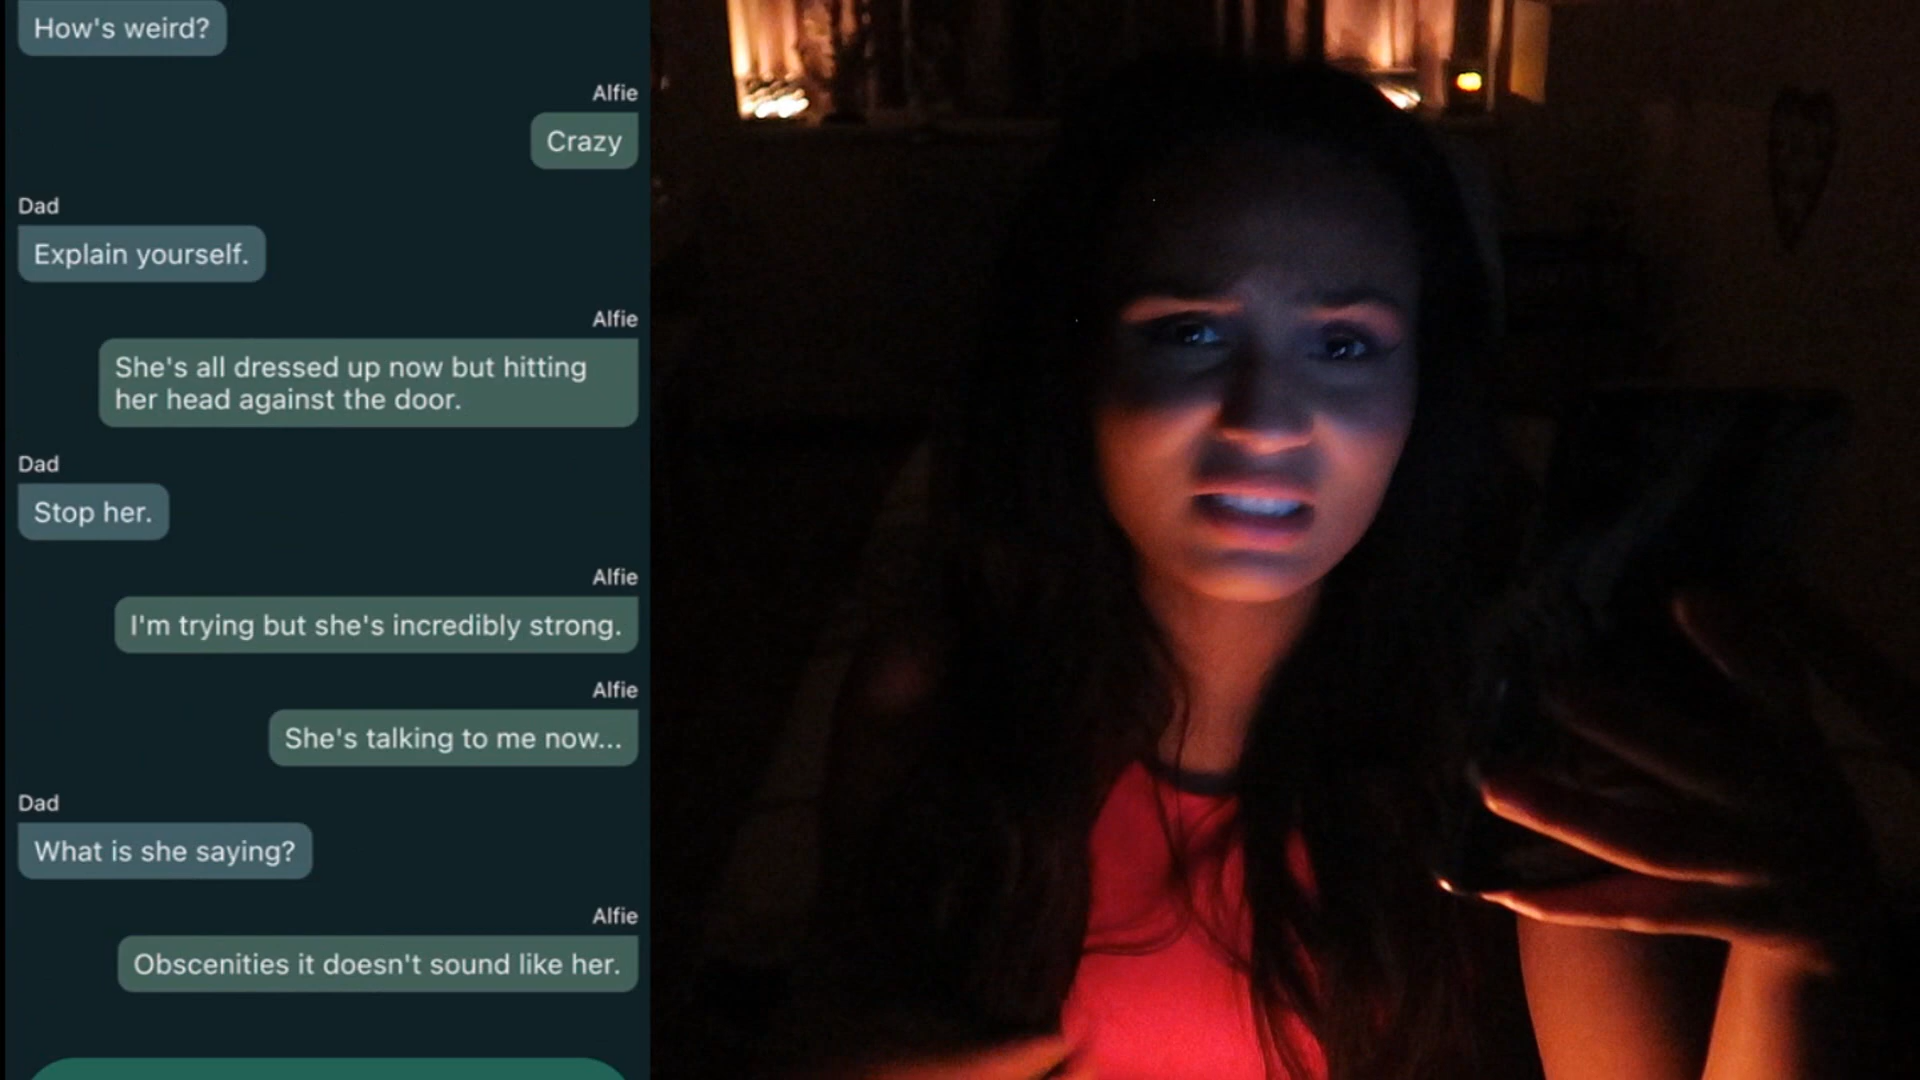 How's weird?
Alfie
Crazy
Dad
Explain yourself.
Alfie
She's all dressed up now but hitting
her head against the door.
Dad
Stop her.
Alfie
I'm trying but she's incredibly strong.
Alfie
She's talking to me now...
Dad
What is she saying?
Alfie
Obscenities it doesn't sound like her.